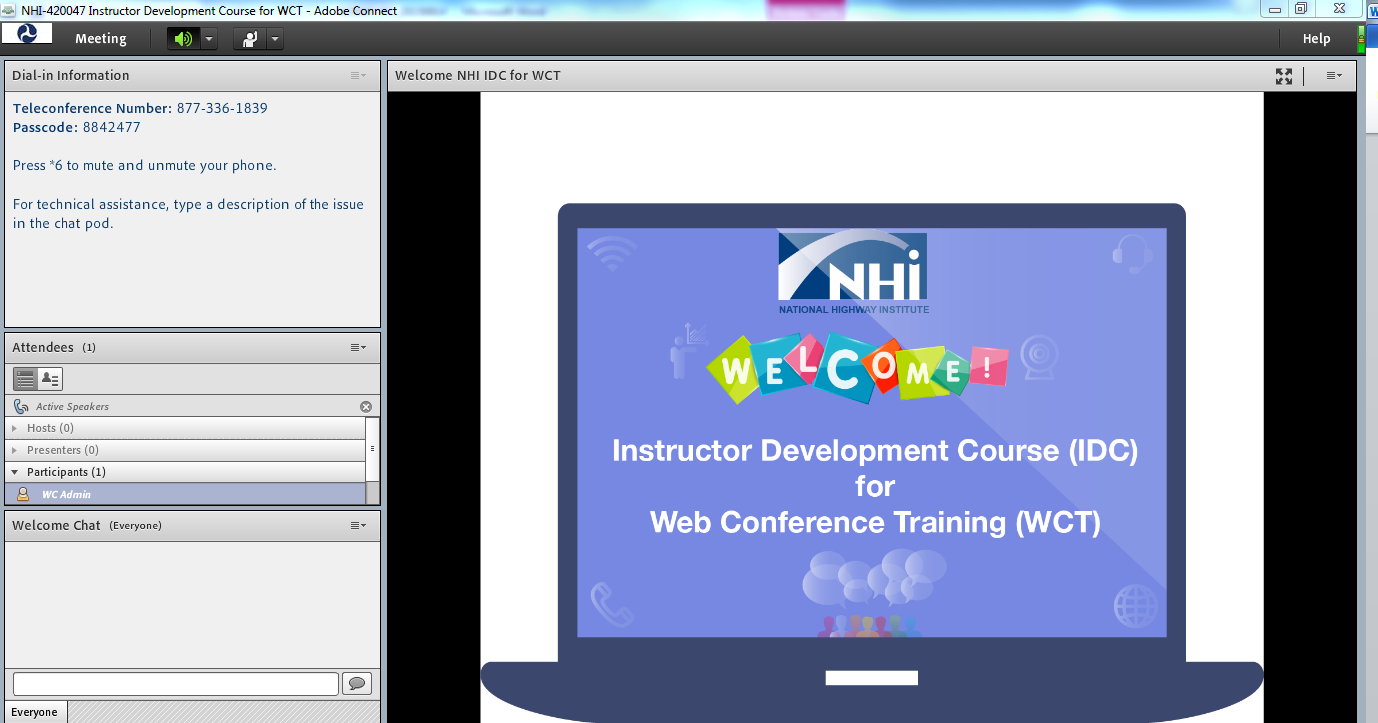 NHI-420047 Instructor Development Course for WCT - Adobe Connect
Meeting
Help
Dial-in Information
Teleconference Number: 877-336-1839
Passcode: 8842477
Press *6 to mute and unmute your phone.
For technical assistance, type a description of the issue
in the chat pod.
Attendees (1)
Active Speakers
Hosts (0)
Presenters (0)
Participants (1)
WC Admin
Welcome Chat (Everyone)
Everyone
Welcome NHI IDC for WCT
NHi
NATIONAL HIGHWAY INSTITUTE
WELCOME!
Instructor Development Course (IDC)
for
Web Conference Training (WCT)